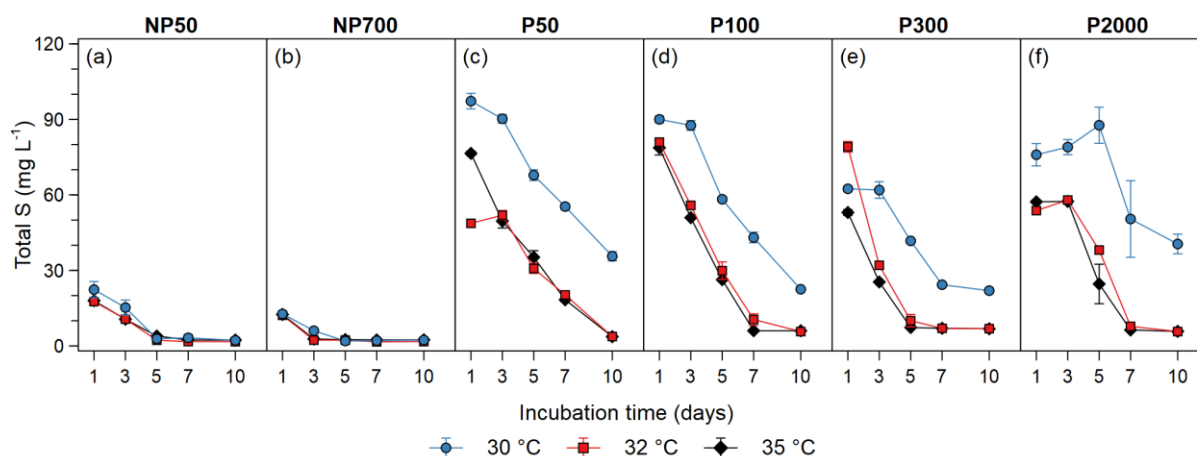 NP50 NP700 P50 P100 P300 P2000
(a) (b) (c) (d) (e) (f)
120
90
60
30
0
Total S (mg L⁻¹)
1 3 5 7 10 1 3 5 7 10 1 3 5 7 10 1 3 5 7 10 1 3 5 7 10 1 3 5 7 10
Incubation time (days)
30 °C 32 °C 35 °C